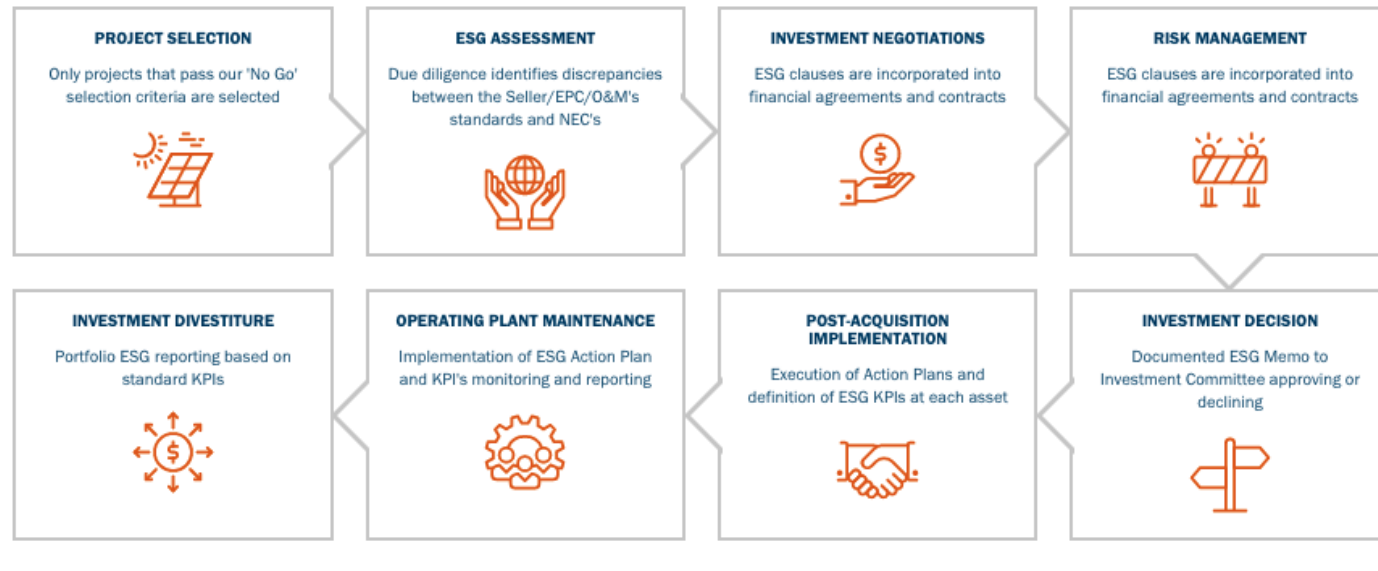 PROJECT SELECTION
Only projects that pass our 'No Go'
selection criteria are selected
ESG ASSESSMENT
Due diligence identifies discrepancies
between the Seller/EPC/O&M's
standards and NEC's
INVESTMENT NEGOTIATIONS
ESG clauses are incorporated into
financial agreements and contracts
$
RISK MANAGEMENT
ESG clauses are incorporated into
financial agreements and contracts
INVESTMENT DECISION
Documented ESG Memo to
Investment Committee approving or
declining
POST-ACQUISITION
IMPLEMENTATION
Execution of Action Plans and
definition of ESG KPIs at each asset
OPERATING PLANT MAINTENANCE
Implementation of ESG Action Plan
and KPI's monitoring and reporting
INVESTMENT DIVESTITURE
Portfolio ESG reporting based on
standard KPIs
$